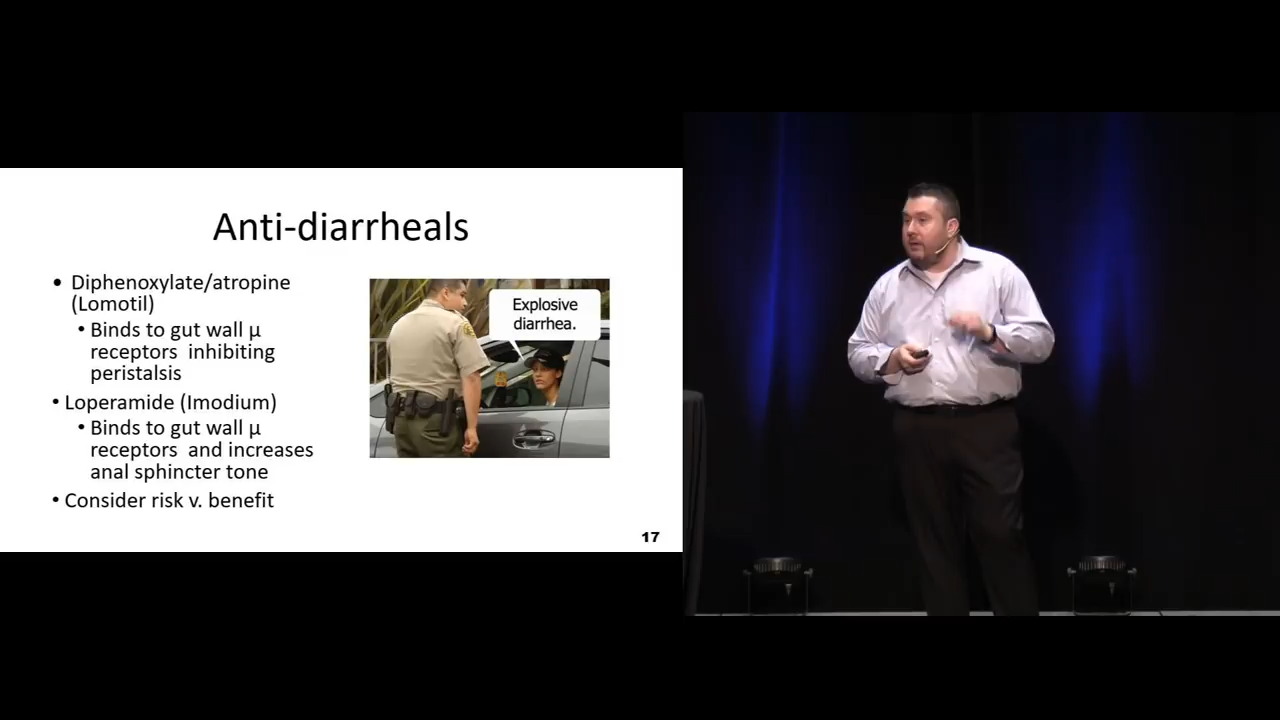 Anti-diarrheals
• Diphenoxylate/atropine
(Lomotil)
• Binds to gut wall µ
receptors inhibiting
peristalsis
• Loperamide (Imodium)
• Binds to gut wall µ
receptors and increases
anal sphincter tone
• Consider risk v. benefit
Explosive
diarrhea.
17